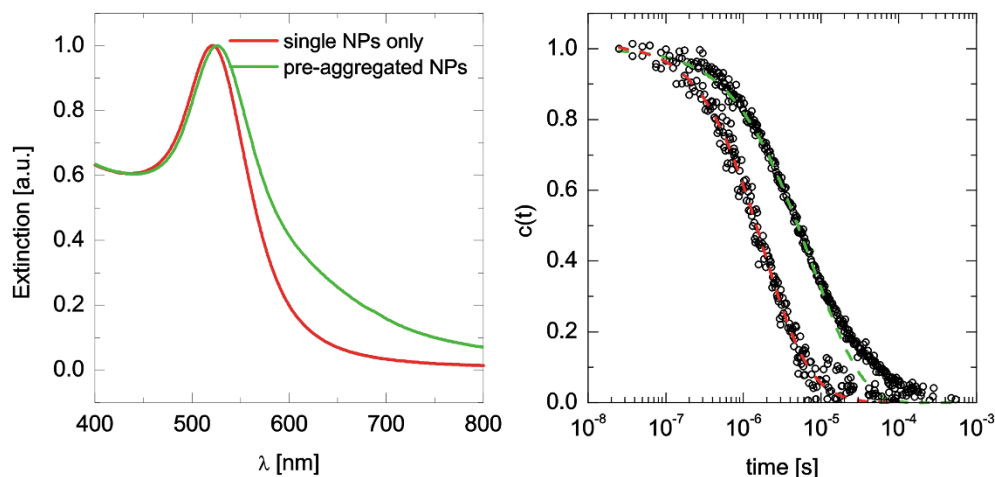 single NPs only
pre-aggregated NPs
1.0
0.8
0.6
0.4
0.2
0.0
Extinction [a.u.]
400 500 600 700 800
λ [nm]
1.0
0.8
0.6
0.4
0.2
0.0
c(t)
10⁻⁸ 10⁻⁷ 10⁻⁶ 10⁻⁵ 10⁻⁴ 10⁻³
time [s]